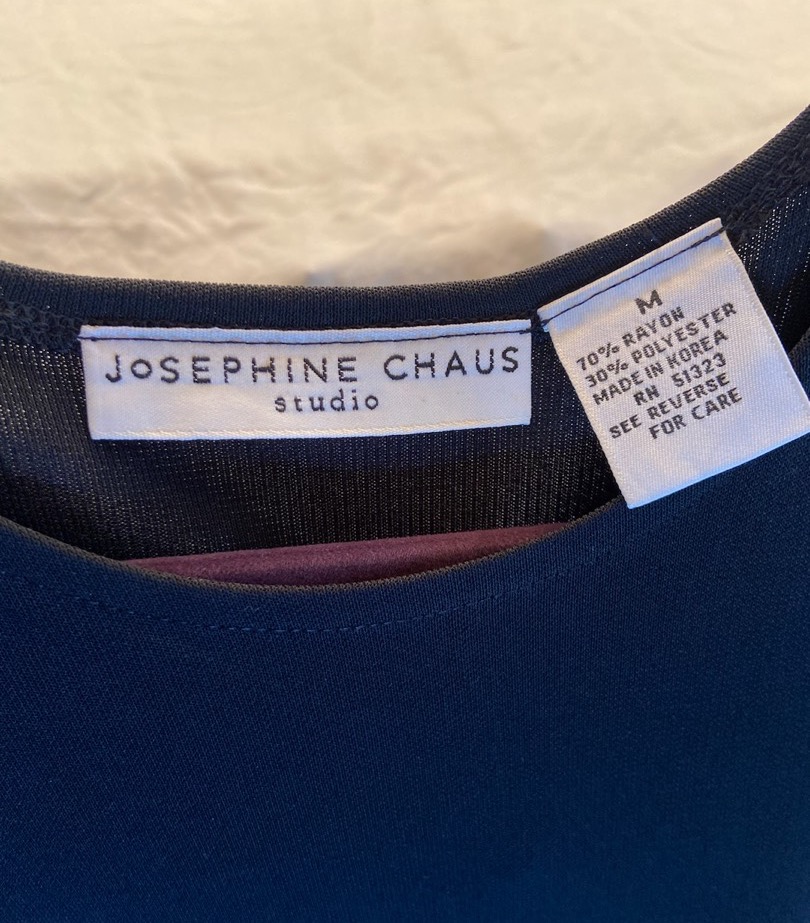 JoSEPHINE CHAUS
studio
M
70% RAYON
30% POLYESTER
MADE IN KOREA
RN 51323
SEE REVERSE
FOR CARE